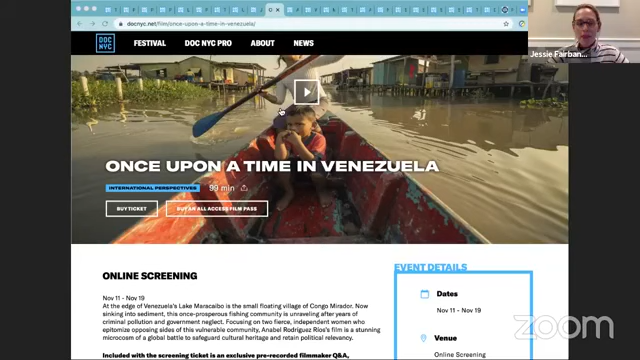 docnyc.net/film/once-upon-a-time-in-venezuela/
DOC
NYC
FESTIVAL
DOC NYC PRO
ABOUT
NEWS
Jessie Fairban...
ONCE UPON A TIME IN VENEZUELA
INTERNATIONAL PERSPECTIVES
99 min
BUY TICKET
BUY AN ALL ACCESS FILM PASS
ONLINE SCREENING
Nov 11 - Nov 19
At the edge of Venezuela's Lake Maracaibo is the small floating village of Congo Mirador. Now
sinking into sediment, this once-prosperous fishing community is unraveling after years of
criminal pollution and government neglect. Focusing on two fierce, independent women who
epitomize opposing sides of this vulnerable community, Anabel Rodríguez Ríos's film is a stunning
microcosm of a global battle to safeguard cultural heritage and retain political relevancy.
Included with the screening ticket is an exclusive pre-recorded filmmaker Q&A,
EVENT DETAILS
Dates
Nov 11 - Nov 19
Venue
Online Screening
zoom